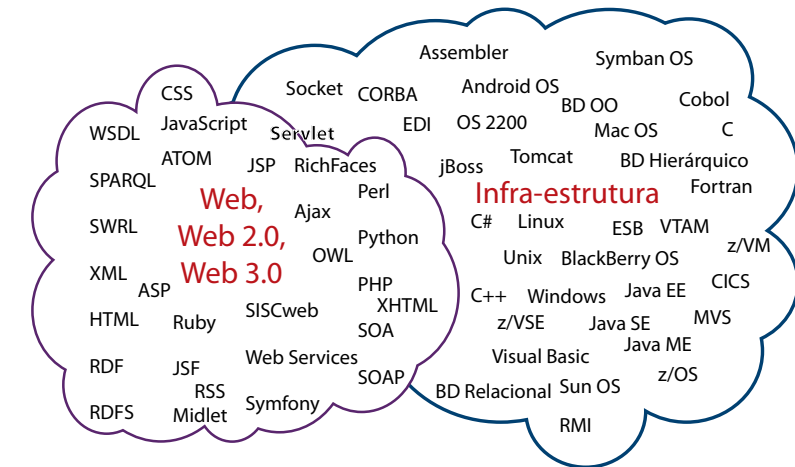 Assembler
Symban OS
CSS
Socket
CORBA
Android OS
BD OO
Cobol
WSDL
JavaScript
Servlet
EDI
OS 2200
Mac OS
C
ATOM
JSP
RichFaces
jBoss
Tomcat
BD Hierárquico
SPARQL
Perl
Fortran
Web,
Web 2.0,
Web 3.0
Infra-estrutura
Ajax
SWRL
C#
Linux
ESB
VTAM
Python
z/VM
OWL
Unix
BlackBerry OS
XML
ASP
PHP
XHTML
C++
Windows
Java EE
CICS
HTML
Ruby
SISCweb
SOA
z/VSE
Java SE
MVS
Java ME
RDF
JSF
Web Services
SOAP
Visual Basic
z/OS
RSS
BD Relacional
Sun OS
RDFS
Midlet
Symfony
RMI